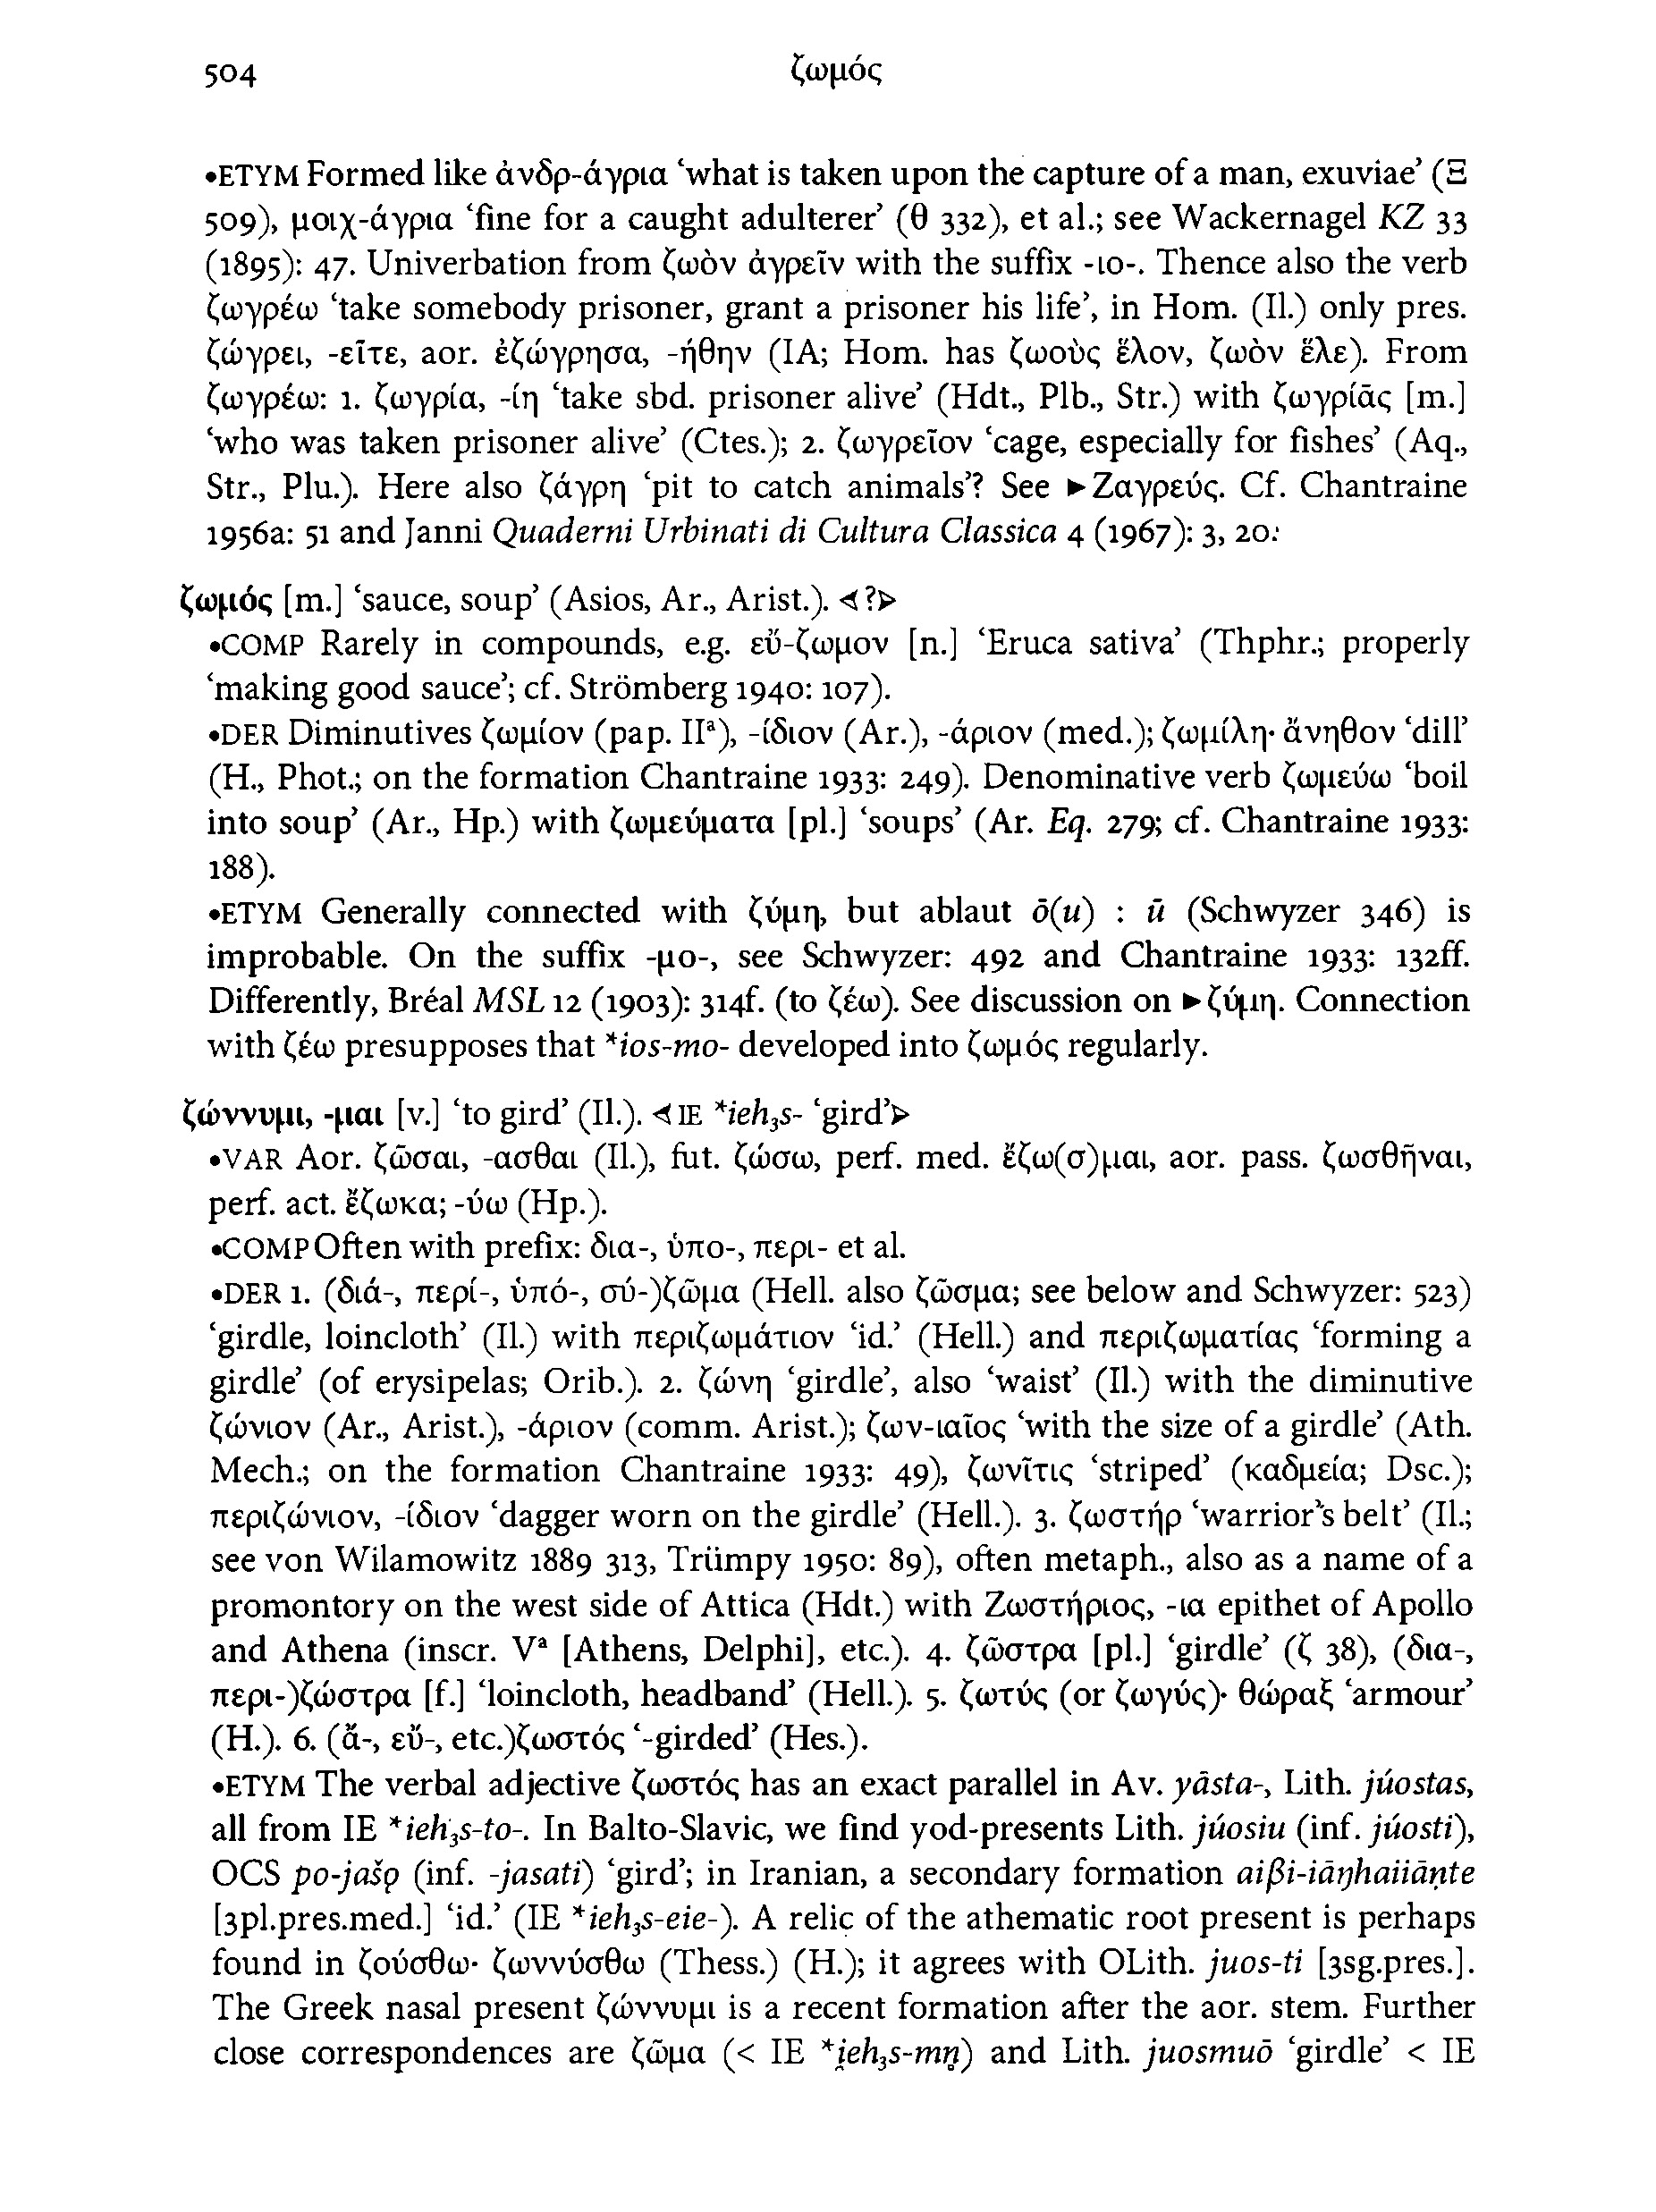 504 ζωμός
•ETYM Formed like ἀνδρ-άγρια ‘what is taken upon the capture of a man, exuviae’ (Ξ
509), μοιχ-άγρια ‘fine for a caught adulterer’ (θ 332), et al.; see Wackernagel KZ 33
(1895): 47. Univerbation from ζωὸν ἀγρεῖν with the suffix -ιο-. Thence also the verb
ζωγρέω ‘take somebody prisoner, grant a prisoner his life’, in Hom. (Il.) only pres.
ζώγρει, -εῖτε, aor. ἐζώγρησα, -ήθην (IA; Hom. has ζωοὺς ἕλον, ζωὸν ἕλε). From
ζωγρέω: 1. ζωγρία, -ίη ‘take sbd. prisoner alive’ (Hdt., Plb., Str.) with ζωγρίᾱς [m.]
‘who was taken prisoner alive’ (Ctes.); 2. ζωγρεῖον ‘cage, especially for fishes’ (Aq.,
Str., Plu.). Here also ζάγρη ‘pit to catch animals’? See ►Ζαγρεύς. Cf. Chantraine
1956a: 51 and Janni Quaderni Urbinati di Cultura Classica 4 (1967): 3, 20.
ζωμός [m.] ‘sauce, soup’ (Asios, Ar., Arist.). ⊲?⊳
•COMP Rarely in compounds, e.g. εὔ-ζωμον [n.] ‘Eruca sativa’ (Thphr.; properly
‘making good sauce’; cf. Strömberg 1940: 107).
•DER Diminutives ζωμίον (pap. IIᵃ), -ίδιον (Ar.), -άριον (med.); ζωμίλη· ἄνηθον ‘dill’
(H., Phot.; on the formation Chantraine 1933: 249). Denominative verb ζωμεύω ‘boil
into soup’ (Ar., Hp.) with ζωμεύματα [pl.] ‘soups’ (Ar. Eq. 279; cf. Chantraine 1933:
188).
•ETYM Generally connected with ζύμη, but ablaut ō(u) : ū (Schwyzer 346) is
improbable. On the suffix -μο-, see Schwyzer: 492 and Chantraine 1933: 132ff.
Differently, Bréal MSL 12 (1903): 314f. (to ζέω). See discussion on ►ζύμη. Connection
with ζέω presupposes that *ios-mo- developed into ζωμός regularly.
ζώννυμι, -μαι [v.] ‘to gird’ (Il.). ⊲IE *ieh₃s- ‘gird’⊳
•VAR Aor. ζῶσαι, -ασθαι (Il.), fut. ζώσω, perf. med. ἔζω(σ)μαι, aor. pass. ζωσθῆναι,
perf. act. ἔζωκα; -ύω (Hp.).
•COMP Often with prefix: δια-, ὑπο-, περι- et al.
•DER 1. (διά-, περί-, ὑπό-, σύ-)ζῶμα (Hell. also ζῶσμα; see below and Schwyzer: 523)
‘girdle, loincloth’ (Il.) with περιζωμάτιον ‘id.’ (Hell.) and περιζωματίας ‘forming a
girdle’ (of erysipelas; Orib.). 2. ζώνη ‘girdle’, also ‘waist’ (Il.) with the diminutive
ζώνιον (Ar., Arist.), -άριον (comm. Arist.); ζων-ιαῖος ‘with the size of a girdle’ (Ath.
Mech.; on the formation Chantraine 1933: 49), ζωνῖτις ‘striped’ (καδμεία; Dsc.);
περιζώνιον, -ίδιον ‘dagger worn on the girdle’ (Hell.). 3. ζωστήρ ‘warrior’s belt’ (Il.;
see von Wilamowitz 1889 313, Trümpy 1950: 89), often metaph., also as a name of a
promontory on the west side of Attica (Hdt.) with Ζωστήριος, -ια epithet of Apollo
and Athena (inscr. Vᵃ [Athens, Delphi], etc.). 4. ζῶστρα [pl.] ‘girdle’ (ζ 38), (δια-,
περι-)ζώστρα [f.] ‘loincloth, headband’ (Hell.). 5. ζωτύς (or ζωγύς)· θώραξ ‘armour’
(H.). 6. (ἄ-, εὔ-, etc.)ζωστός ‘-girded’ (Hes.).
•ETYM The verbal adjective ζωστός has an exact parallel in Av. yāsta-, Lith. júostas,
all from IE *ieh₃s-to-. In Balto-Slavic, we find yod-presents Lith. júosiu (inf. júosti),
OCS po-jašǫ (inf. -jasati) ‘gird’; in Iranian, a secondary formation aiβi-iāŋhaiiāṇte
[3pl.pres.med.] ‘id.’ (IE *ieh₃s-eie-). A relic of the athematic root present is perhaps
found in ζούσθω· ζωννύσθω (Thess.) (H.); it agrees with OLith. juos-ti [3sg.pres.].
The Greek nasal present ζώννυμι is a recent formation after the aor. stem. Further
close correspondences are ζῶμα (< IE *i̯eh₃s-mn̥) and Lith. juosmuō ‘girdle’ < IE